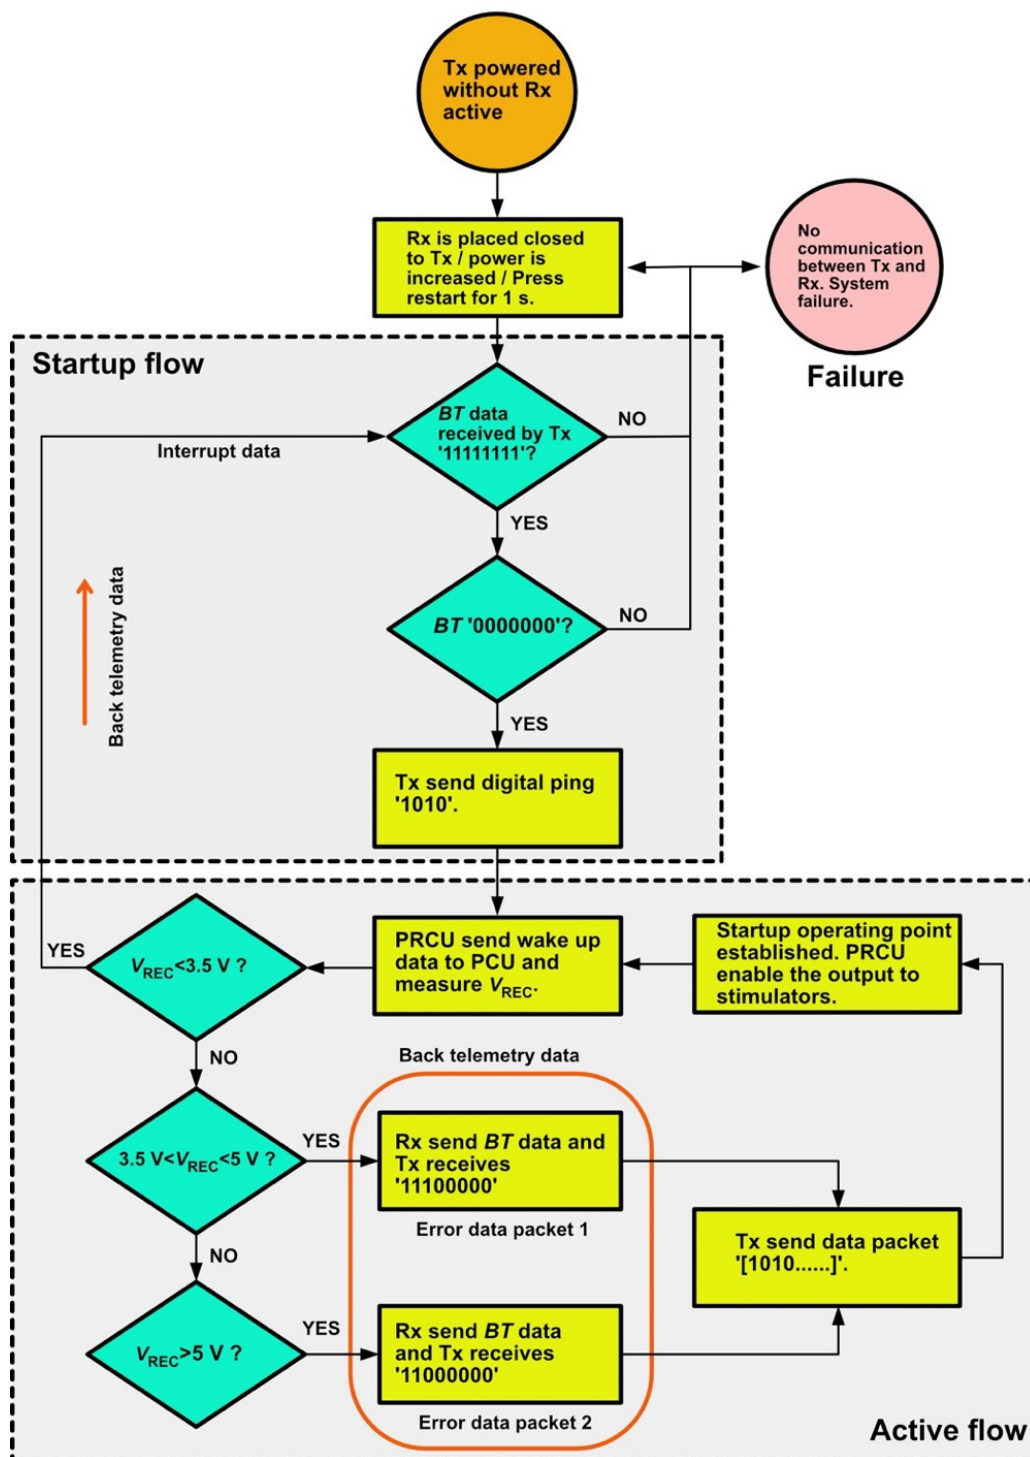 Tx powered
without Rx
active
Rx is placed closed
to Tx / power is
increased / Press
restart for 1 s.
No
communication
between Tx and
Rx. System
failure.
Failure
Startup flow
BT data
received by Tx
'11111111'?
NO
Interrupt data
YES
Back telemetry data
BT '0000000'?
NO
YES
Tx send digital ping
'1010'.
YES
VREC<3.5 V ?
PRCU send wake up
data to PCU and
measure VREC.
Startup operating point
established. PRCU
enable the output to
stimulators.
NO
Back telemetry data
3.5 V<VREC<5 V ?
YES
Rx send BT data and
Tx receives
'11100000'
Error data packet 1
Tx send data packet
'[1010......]'.
NO
VREC>5 V ?
YES
Rx send BT data
and Tx receives
'11000000'
Error data packet 2
Active flow